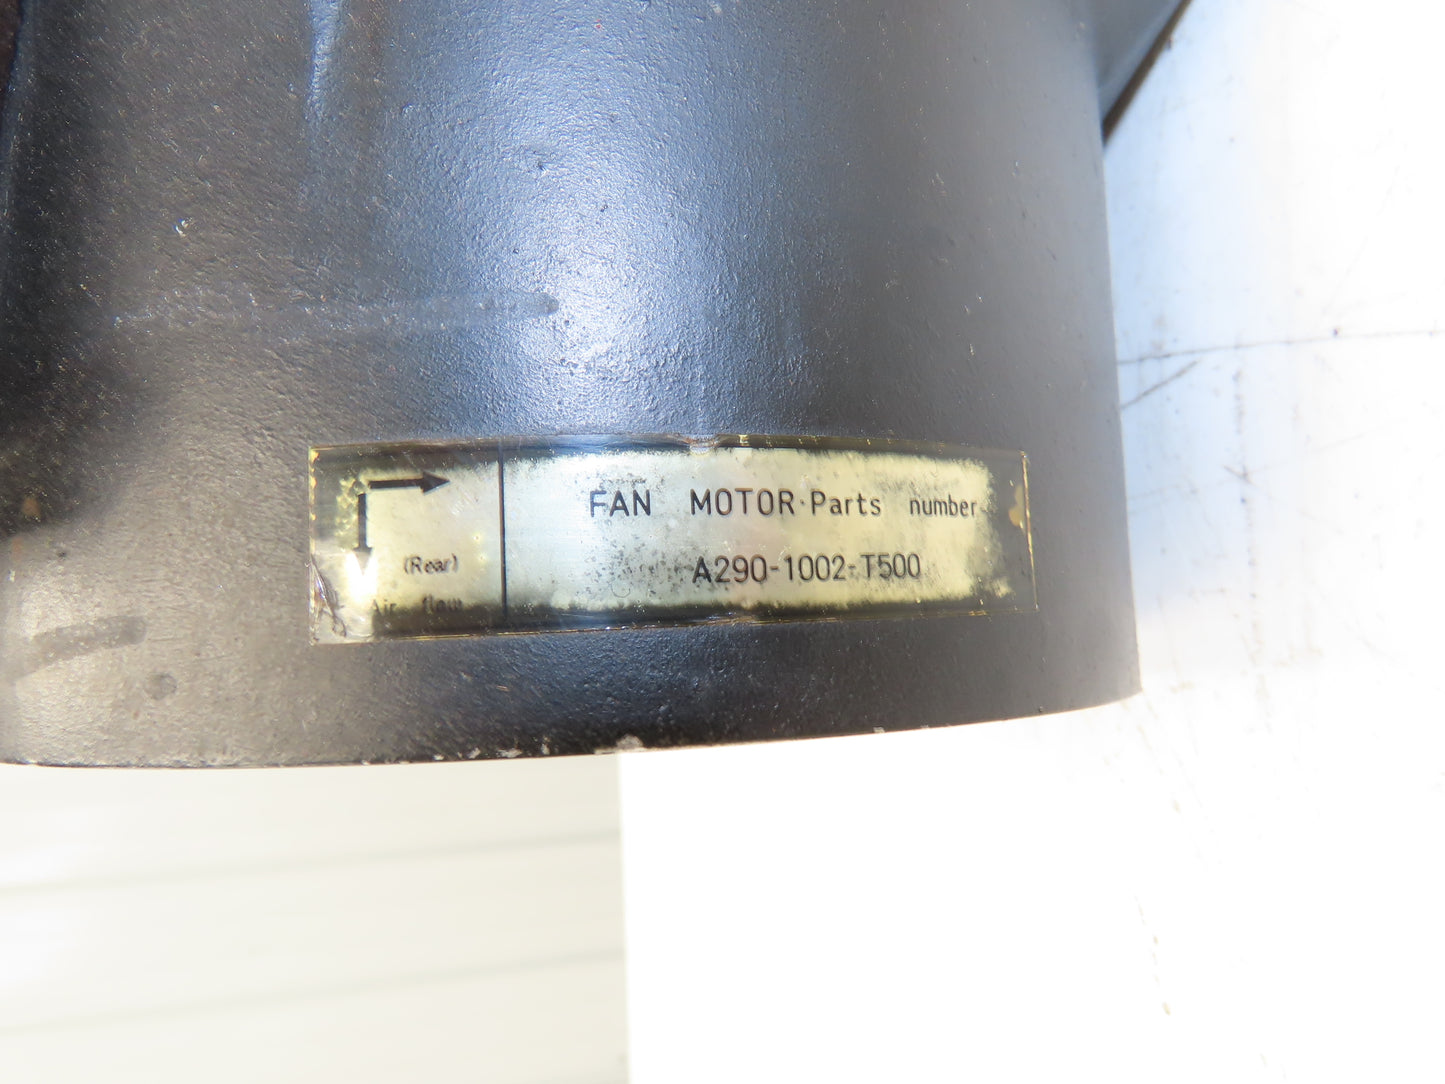 FAN MOTOR Parts number
A290-1002-T500
(Rear)
Air flow